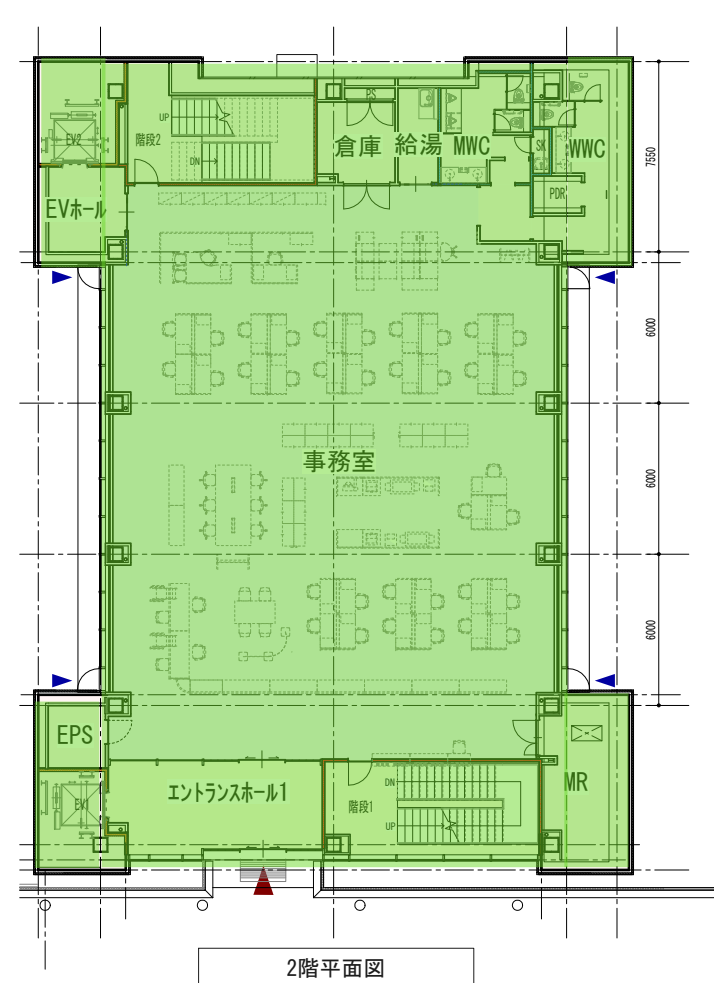 UP
階段2
DN
EV2
EVホール
PS
倉庫
給湯
MWC
SK
WWC
PDR
7550
6000
事務室
6000
6000
EPS
EV1
エントランスホール1
階段1
DN
UP
MR
2階平面図